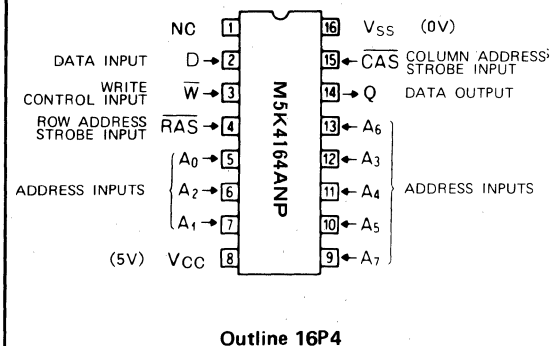 NC 1 16 VSS (0V)
DATA INPUT D 2 15 CAS COLUMN ADDRESS STROBE INPUT
WRITE CONTROL INPUT W 3 14 Q DATA OUTPUT
ROW ADDRESS STROBE INPUT RAS 4 13 A6
A0 5 12 A3
ADDRESS INPUTS A2 6 11 A4 ADDRESS INPUTS
A1 7 10 A5
(5V) VCC 8 9 A7
M5K4164ANP
Outline 16P4